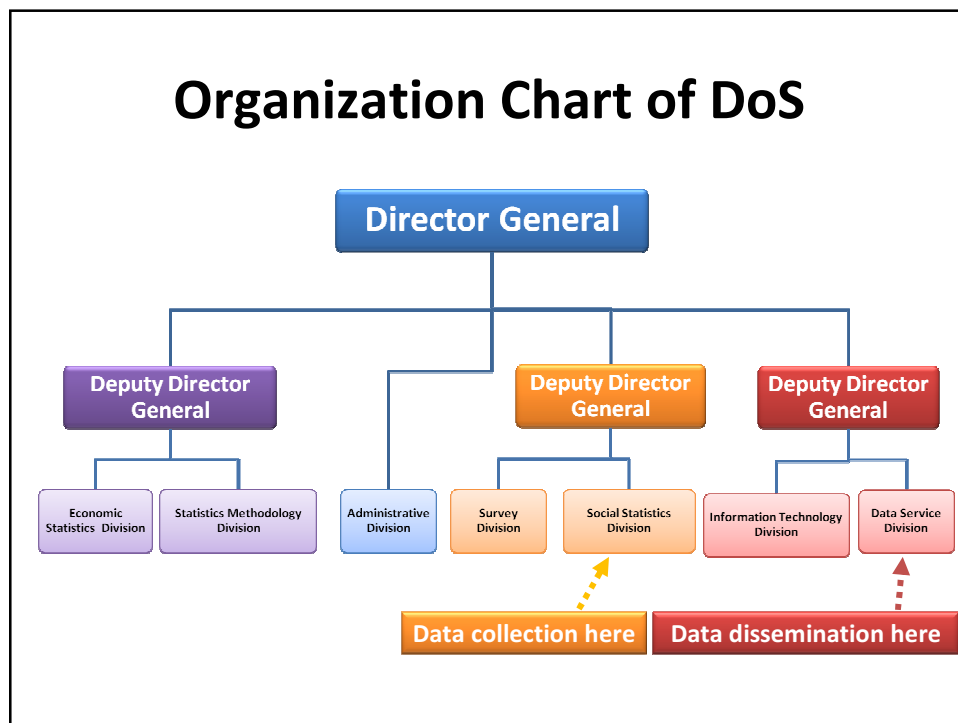 Organization Chart of DoS
Director General
Deputy Director
General
Deputy Director
General
Deputy Director
General
Economic
Statistics Division
Statistics Methodology
Division
Administrative
Division
Survey
Division
Social Statistics
Division
Information Technology
Division
Data Service
Division
Data collection here
Data dissemination here